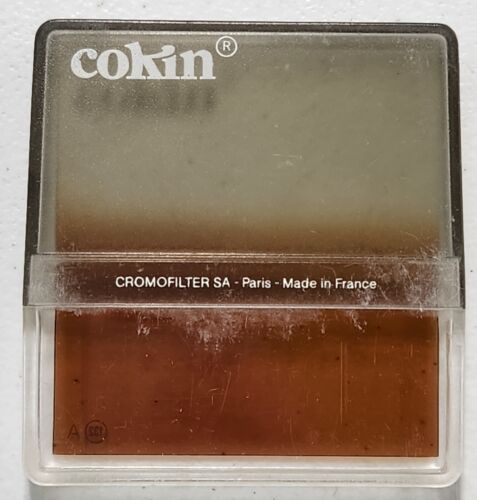 cokin®
CROMOFILTER SA - Paris - Made in France
A